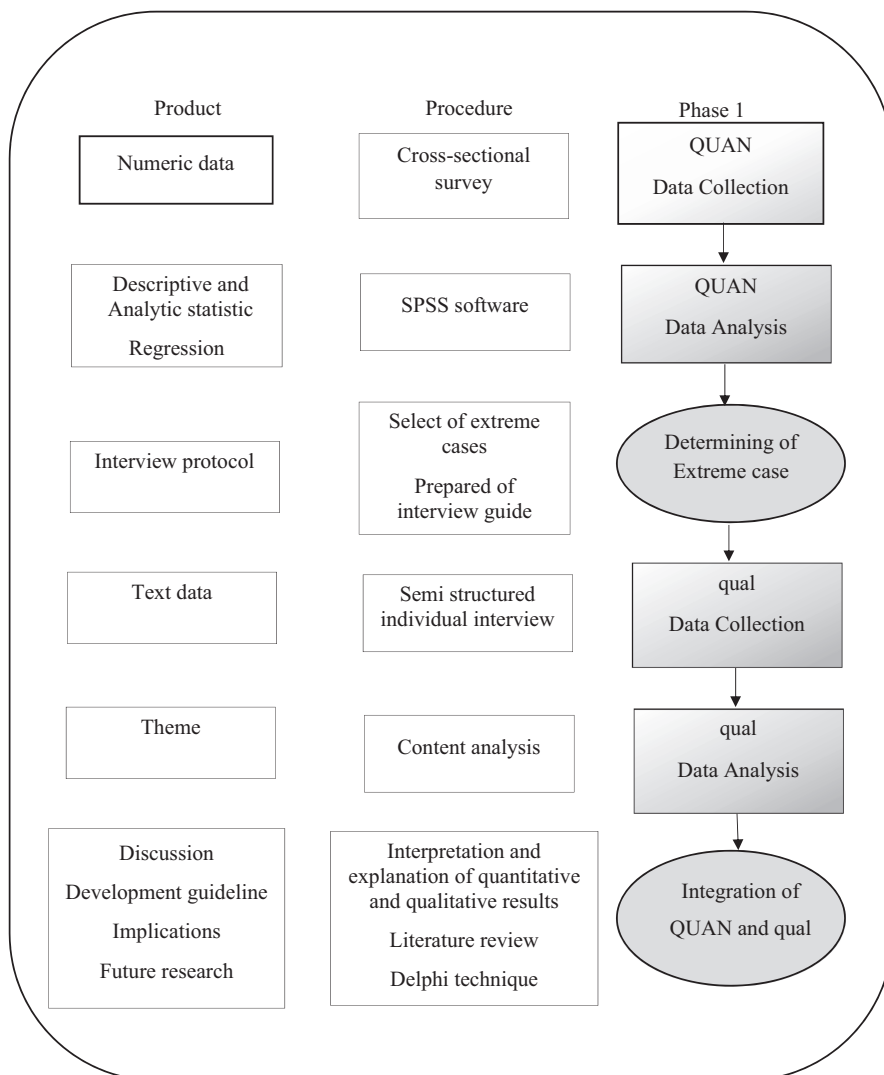 Product Procedure Phase 1
Numeric data
Cross-sectional
survey
QUAN
Data Collection
Descriptive and
Analytic statistic
Regression
SPSS software
QUAN
Data Analysis
Interview protocol
Select of extreme
cases
Prepared of
interview guide
Determining of
Extreme case
Text data
Semi structured
individual interview
qual
Data Collection
Theme
Content analysis
qual
Data Analysis
Discussion
Development guideline
Implications
Future research
Interpretation and
explanation of quantitative
and qualitative results
Literature review
Delphi technique
Integration of
QUAN and qual